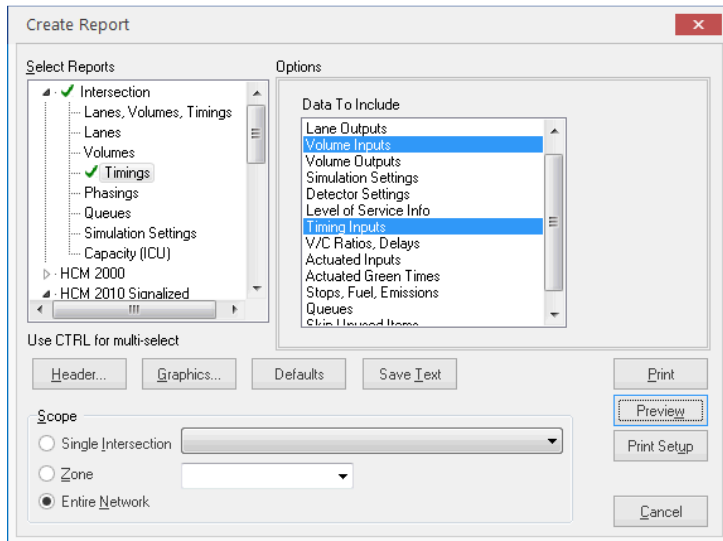 Create Report
Select Reports
Intersection
Lanes, Volumes, Timings
Lanes
Volumes
Timings
Phasings
Queues
Simulation Settings
Capacity (ICU)
HCM 2000
HCM 2010 Signalized
Use CTRL for multi-select
Options
Data To Include
Lane Outputs
Volume Inputs
Volume Outputs
Simulation Settings
Detector Settings
Level of Service Info
Timing Inputs
V/C Ratios, Delays
Actuated Inputs
Actuated Green Times
Stops, Fuel, Emissions
Queues
Skip Unused Items
Header... Graphics... Defaults Save Text Print
Preview
Print Setup
Cancel
Scope
Single Intersection
Zone
Entire Network